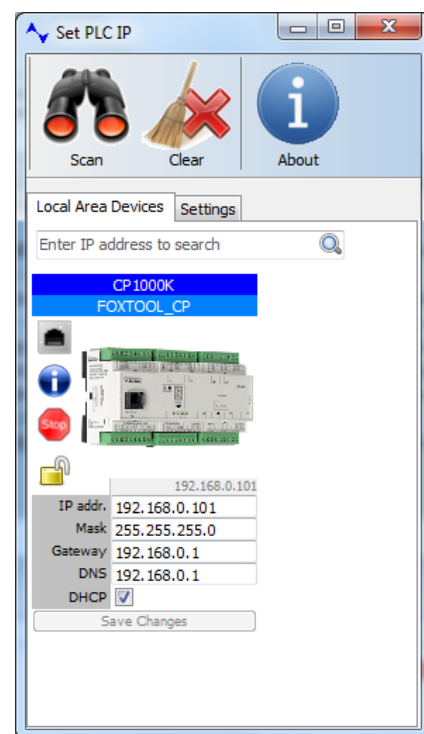 Set PLC IP
Scan Clear About
Local Area Devices Settings
Enter IP address to search
CP1000K
FOXTOOL_CP
Stop
192.168.0.101
IP addr. 192.168.0.101
Mask 255.255.255.0
Gateway 192.168.0.1
DNS 192.168.0.1
DHCP
Save Changes